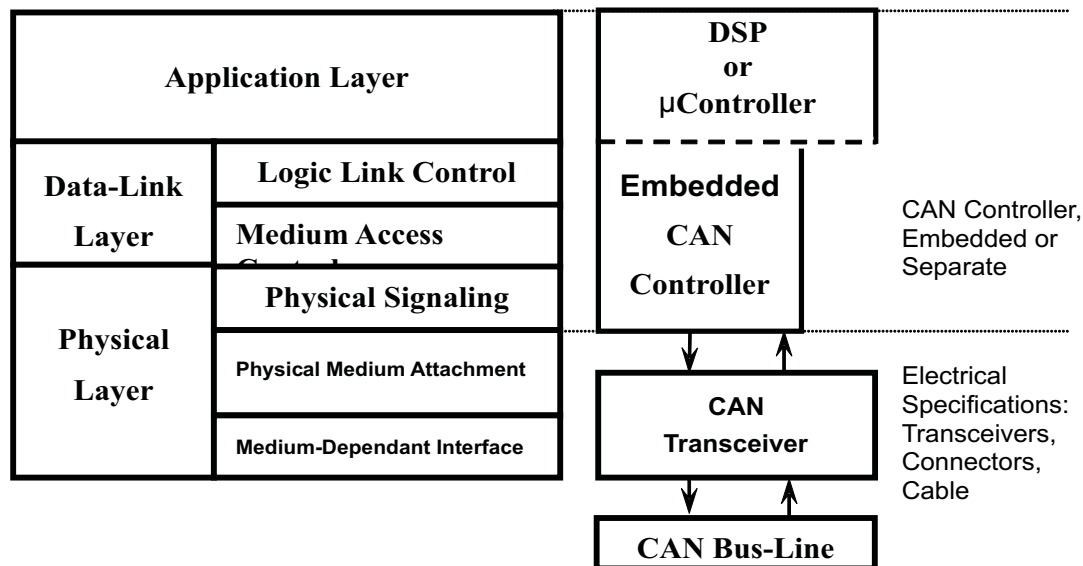 Application Layer
Data-Link
Layer
Logic Link Control
Medium Access
Physical
Layer
Physical Signaling
Physical Medium Attachment
Medium-Dependant Interface
DSP
or
µController
Embedded
CAN
Controller
CAN
Transceiver
CAN Bus-Line
CAN Controller,
Embedded or
Separate
Electrical
Specifications:
Transceivers,
Connectors,
Cable